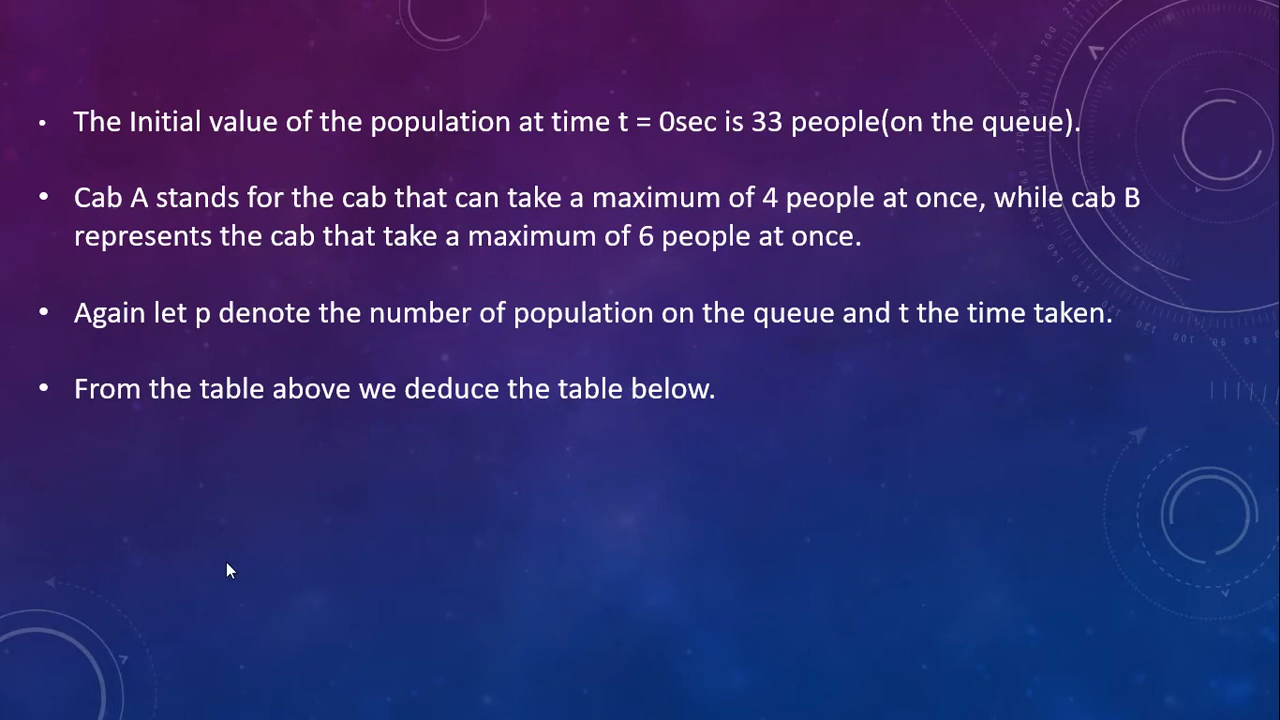 • The Initial value of the population at time t = 0sec is 33 people(on the queue).
• Cab A stands for the cab that can take a maximum of 4 people at once, while cab B
represents the cab that take a maximum of 6 people at once.
• Again let p denote the number of population on the queue and t the time taken.
• From the table above we deduce the table below.